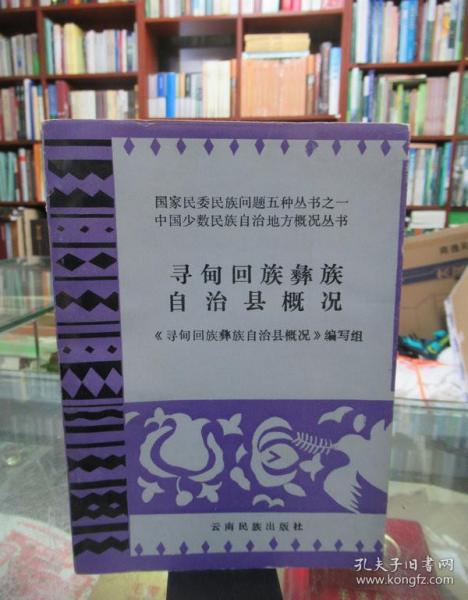 国家民委民族问题五种丛书之一
中国少数民族自治地方概况丛书
寻甸回族彝族
自治县概况
《寻甸回族彝族自治县概况》编写组
云南民族出版社
孔夫子旧书网
www.kongfz.com